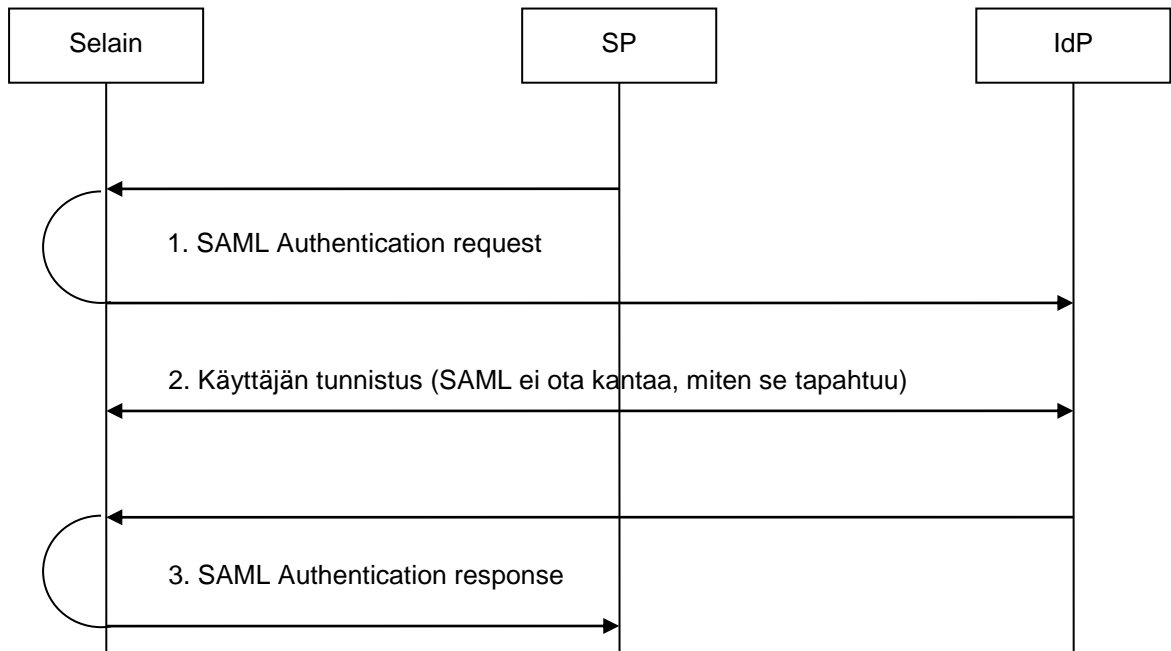 Selain
SP
IdP
1. SAML Authentication request
2. Käyttäjän tunnistus (SAML ei ota kantaa, miten se tapahtuu)
3. SAML Authentication response